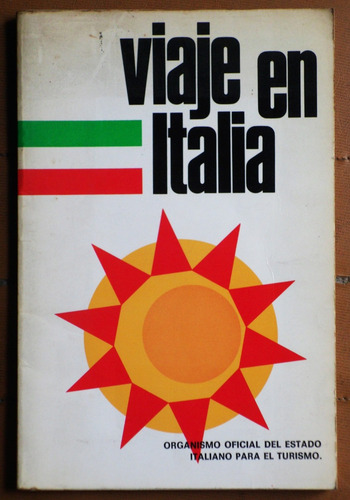 viaje en
Italia
ORGANISMO OFICIAL DEL ESTADO
ITALIANO PARA EL TURISMO.